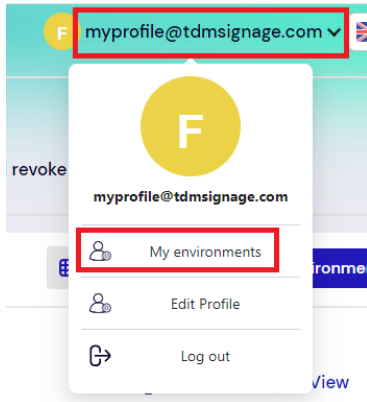 F myprofile@tdmsignage.com
F
revoke
myprofile@tdmsignage.com
My environments
Edit Profile
Log out
View